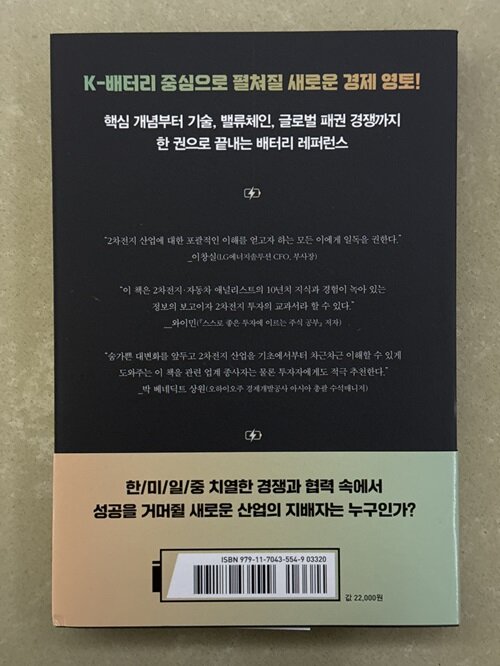 K-배터리 중심으로 펼쳐질 새로운 경제 영토!
핵심 개념부터 기술, 밸류체인, 글로벌 패권 경쟁까지
한 권으로 끝내는 배터리 레퍼런스
“2차전지 산업에 대한 포괄적인 이해를 얻고자 하는 모든 이에게 일독을 권한다.”
_이창실(LG에너지솔루션 CFO, 부사장)
“이 책은 2차전지·자동차 애널리스트의 10년치 지식과 경험이 녹아 있는
정보의 보고이자 2차전지 투자의 교과서라 할 수 있다.”
_와이민(『스스로 좋은 투자에 이르는 주식 공부』 저자)
“숨가쁜 대변화를 앞두고 2차전지 산업을 기초에서부터 차근차근 이해할 수 있게
도와주는 이 책을 관련 업계 종사자는 물론 투자자에게도 적극 추천한다.”
_박 베네딕트 상원(오하이오주 경제개발공사 아시아 총괄 수석매니저)
한/미/일/중 치열한 경쟁과 협력 속에서
성공을 거머쥘 새로운 산업의 지배자는 누구인가?
ISBN 979-11-7043-554-9 03320
값 22,000원